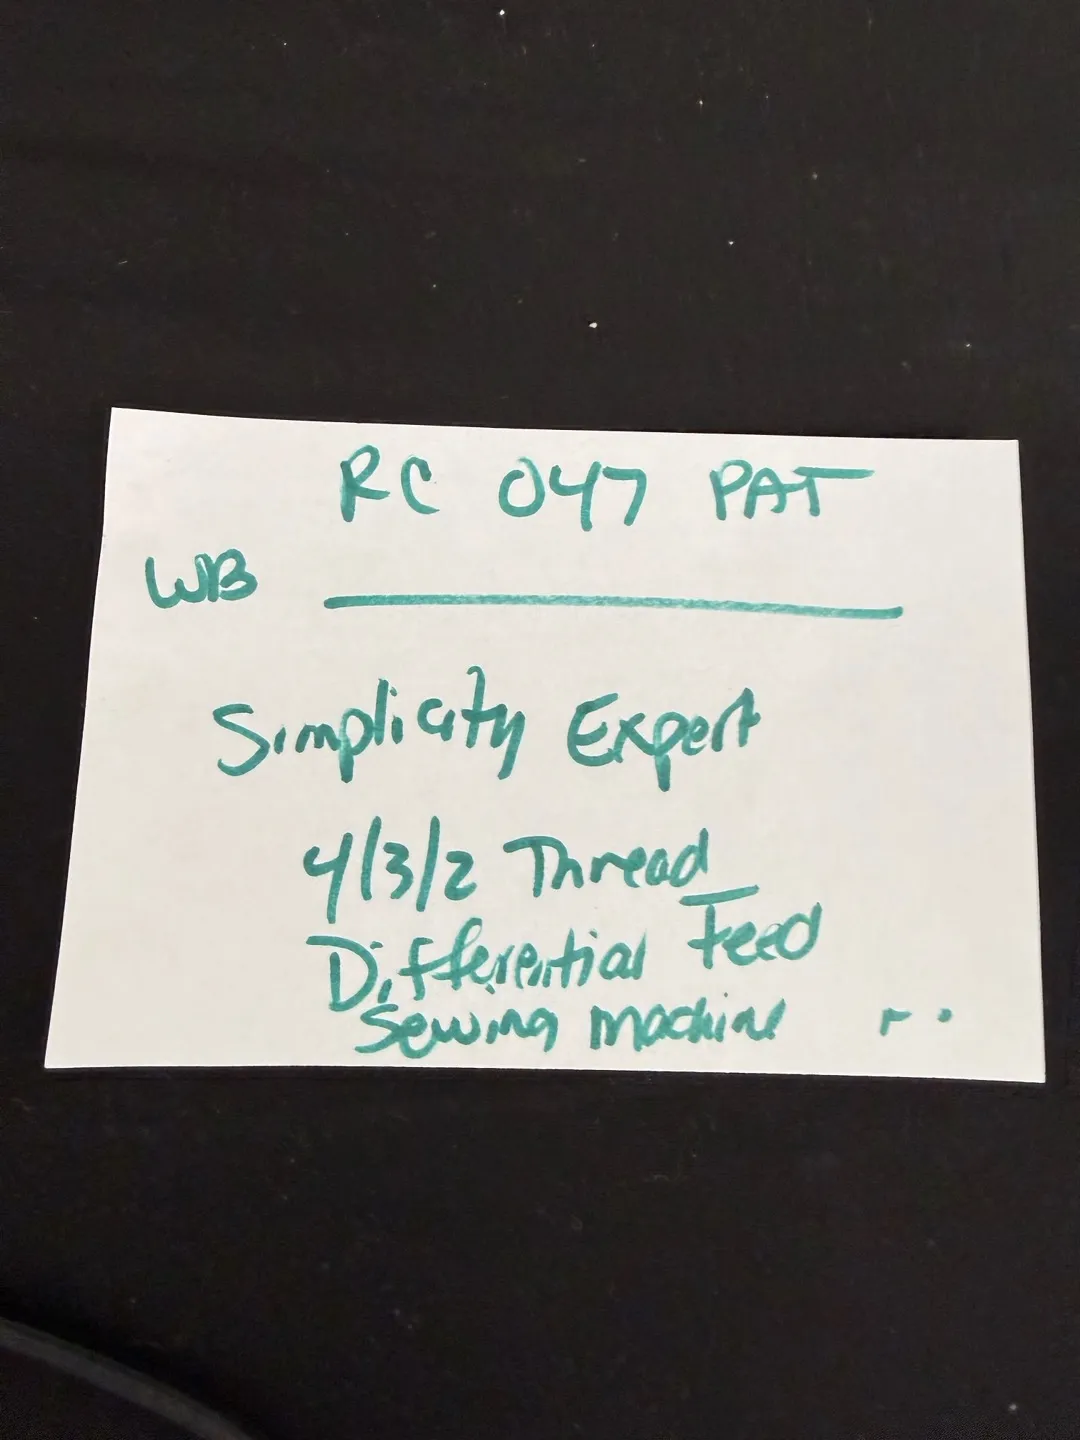 RC 047 PAT
WB
Simplicity Expert
4/3/2 Thread
Differential Feed
Sewing machine